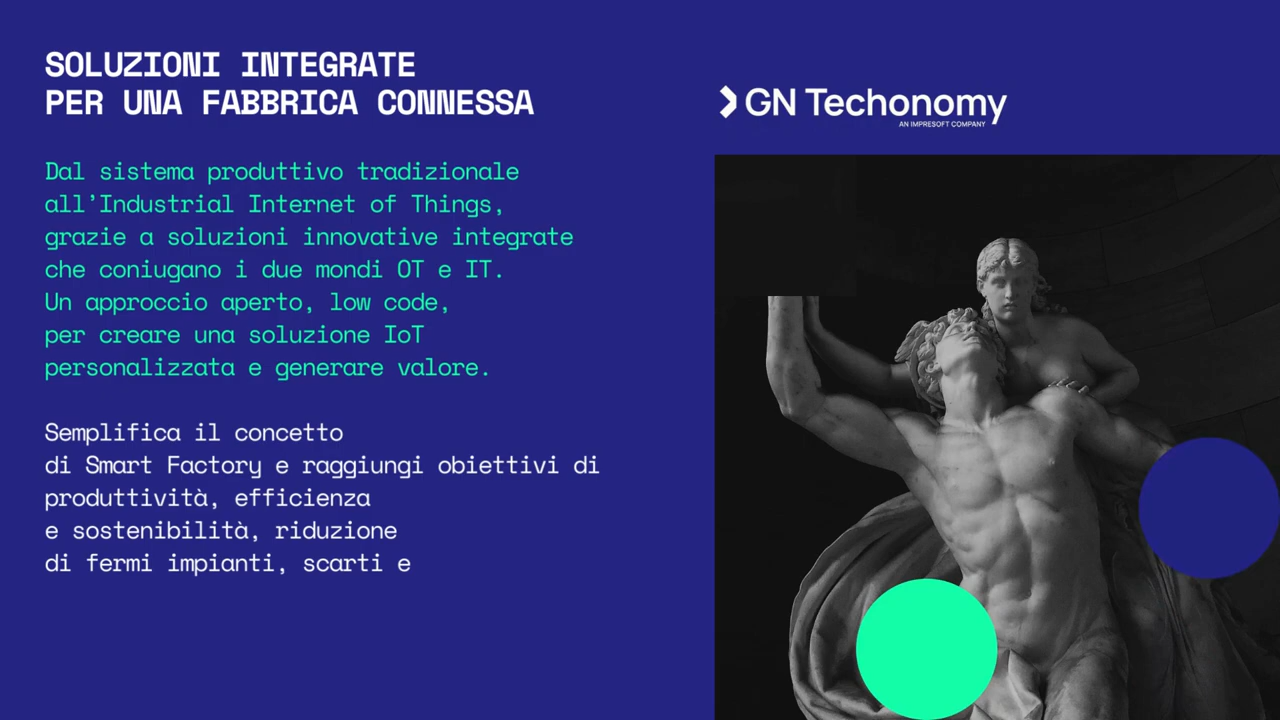 SOLUZIONI INTEGRATE
PER UNA FABBRICA CONNESSA
Dal sistema produttivo tradizionale
all’Industrial Internet of Things,
grazie a soluzioni innovative integrate
che coniugano i due mondi OT e IT.
Un approccio aperto, low code,
per creare una soluzione IoT
personalizzata e generare valore.
Semplifica il concetto
di Smart Factory e raggiungi obiettivi di
produttività, efficienza
e sostenibilità, riduzione
di fermi impianti, scarti e
GN Techonomy
AN IMPRESOFT COMPANY